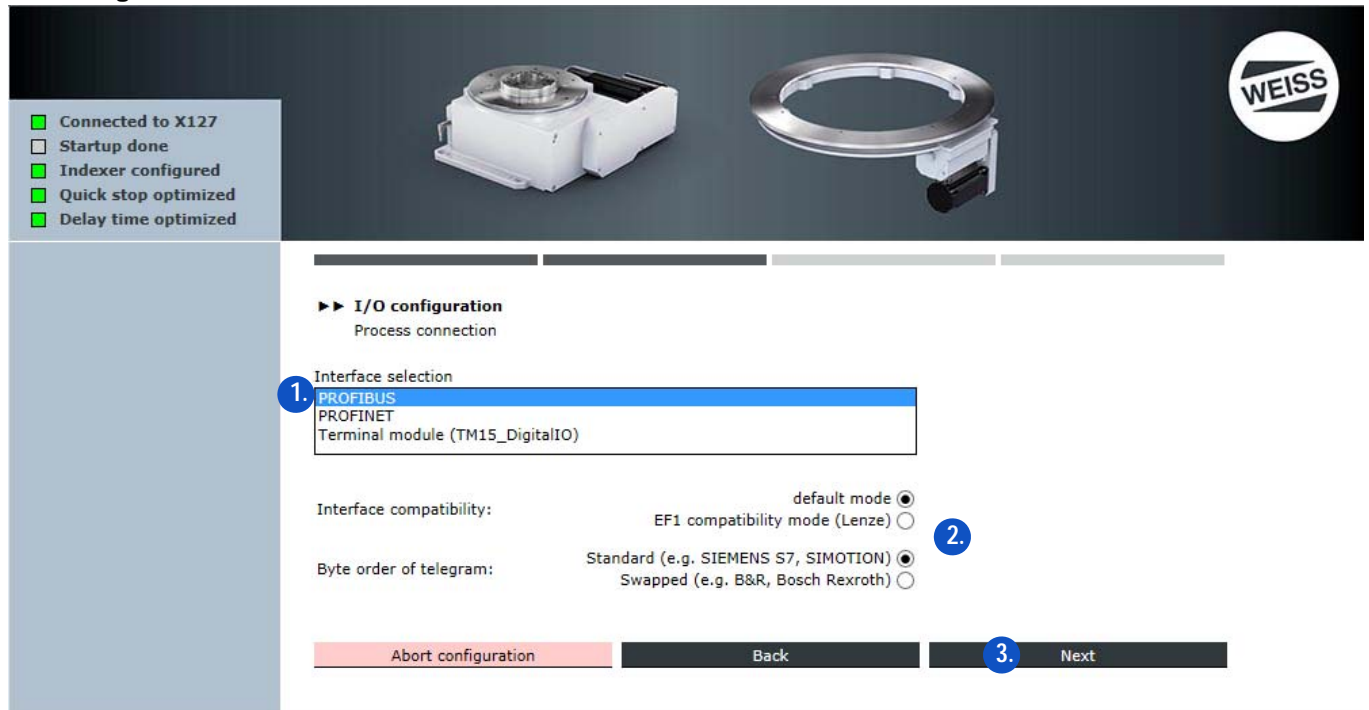 WEISS
Connected to X127
Startup done
Indexer configured
Quick stop optimized
Delay time optimized
►► I/O configuration
Process connection
Interface selection
1.
PROFIBUS
PROFINET
Terminal module (TM15_DigitalIO)
Interface compatibility:
default mode
EF1 compatibility mode (Lenze)
2.
Byte order of telegram:
Standard (e.g. SIEMENS S7, SIMOTION)
Swapped (e.g. B&R, Bosch Rexroth)
Abort configuration
Back
3. Next